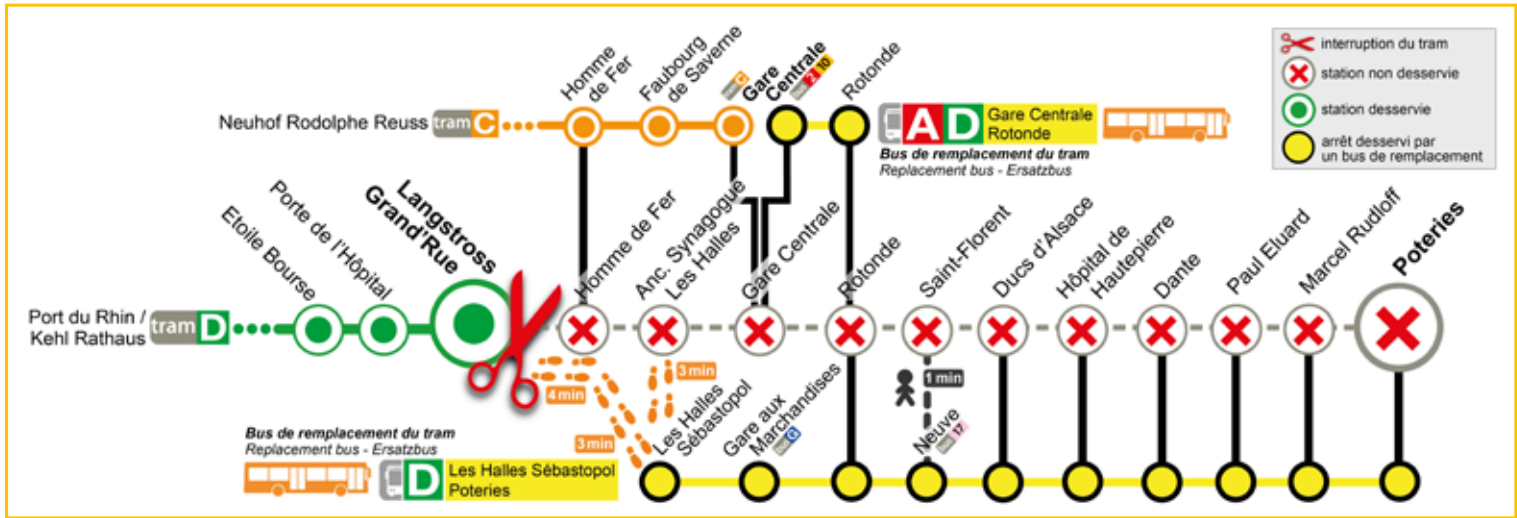 Neuhof Rodolphe Reuss
tram C
Homme
de Fer
Faubourg
de Saverne
tram C
Gare
Centrale
bus 2 10
Rotonde
A D
Gare Centrale
Rotonde
Bus de remplacement du tram
Replacement bus - Ersatzbus
interruption du tram
station non desservie
station desservie
arrêt desservi par
un bus de remplacement
Port du Rhin /
Kehl Rathaus
tram D
Etoile Bourse
Porte de l'Hôpital
Langstross
Grand'Rue
Homme de Fer
Anc. Synagogue
Les Halles
Gare Centrale
Rotonde
Saint-Florent
Ducs d'Alsace
Hôpital de
Hautepierre
Dante
Paul Eluard
Marcel Rudloff
Poteries
4 min
3 min
3 min
1 min
Bus de remplacement du tram
Replacement bus - Ersatzbus
D
Les Halles Sébastopol
Poteries
Les Halles
Sébastopol
Gare aux
Marchandises
G
Neuve
17